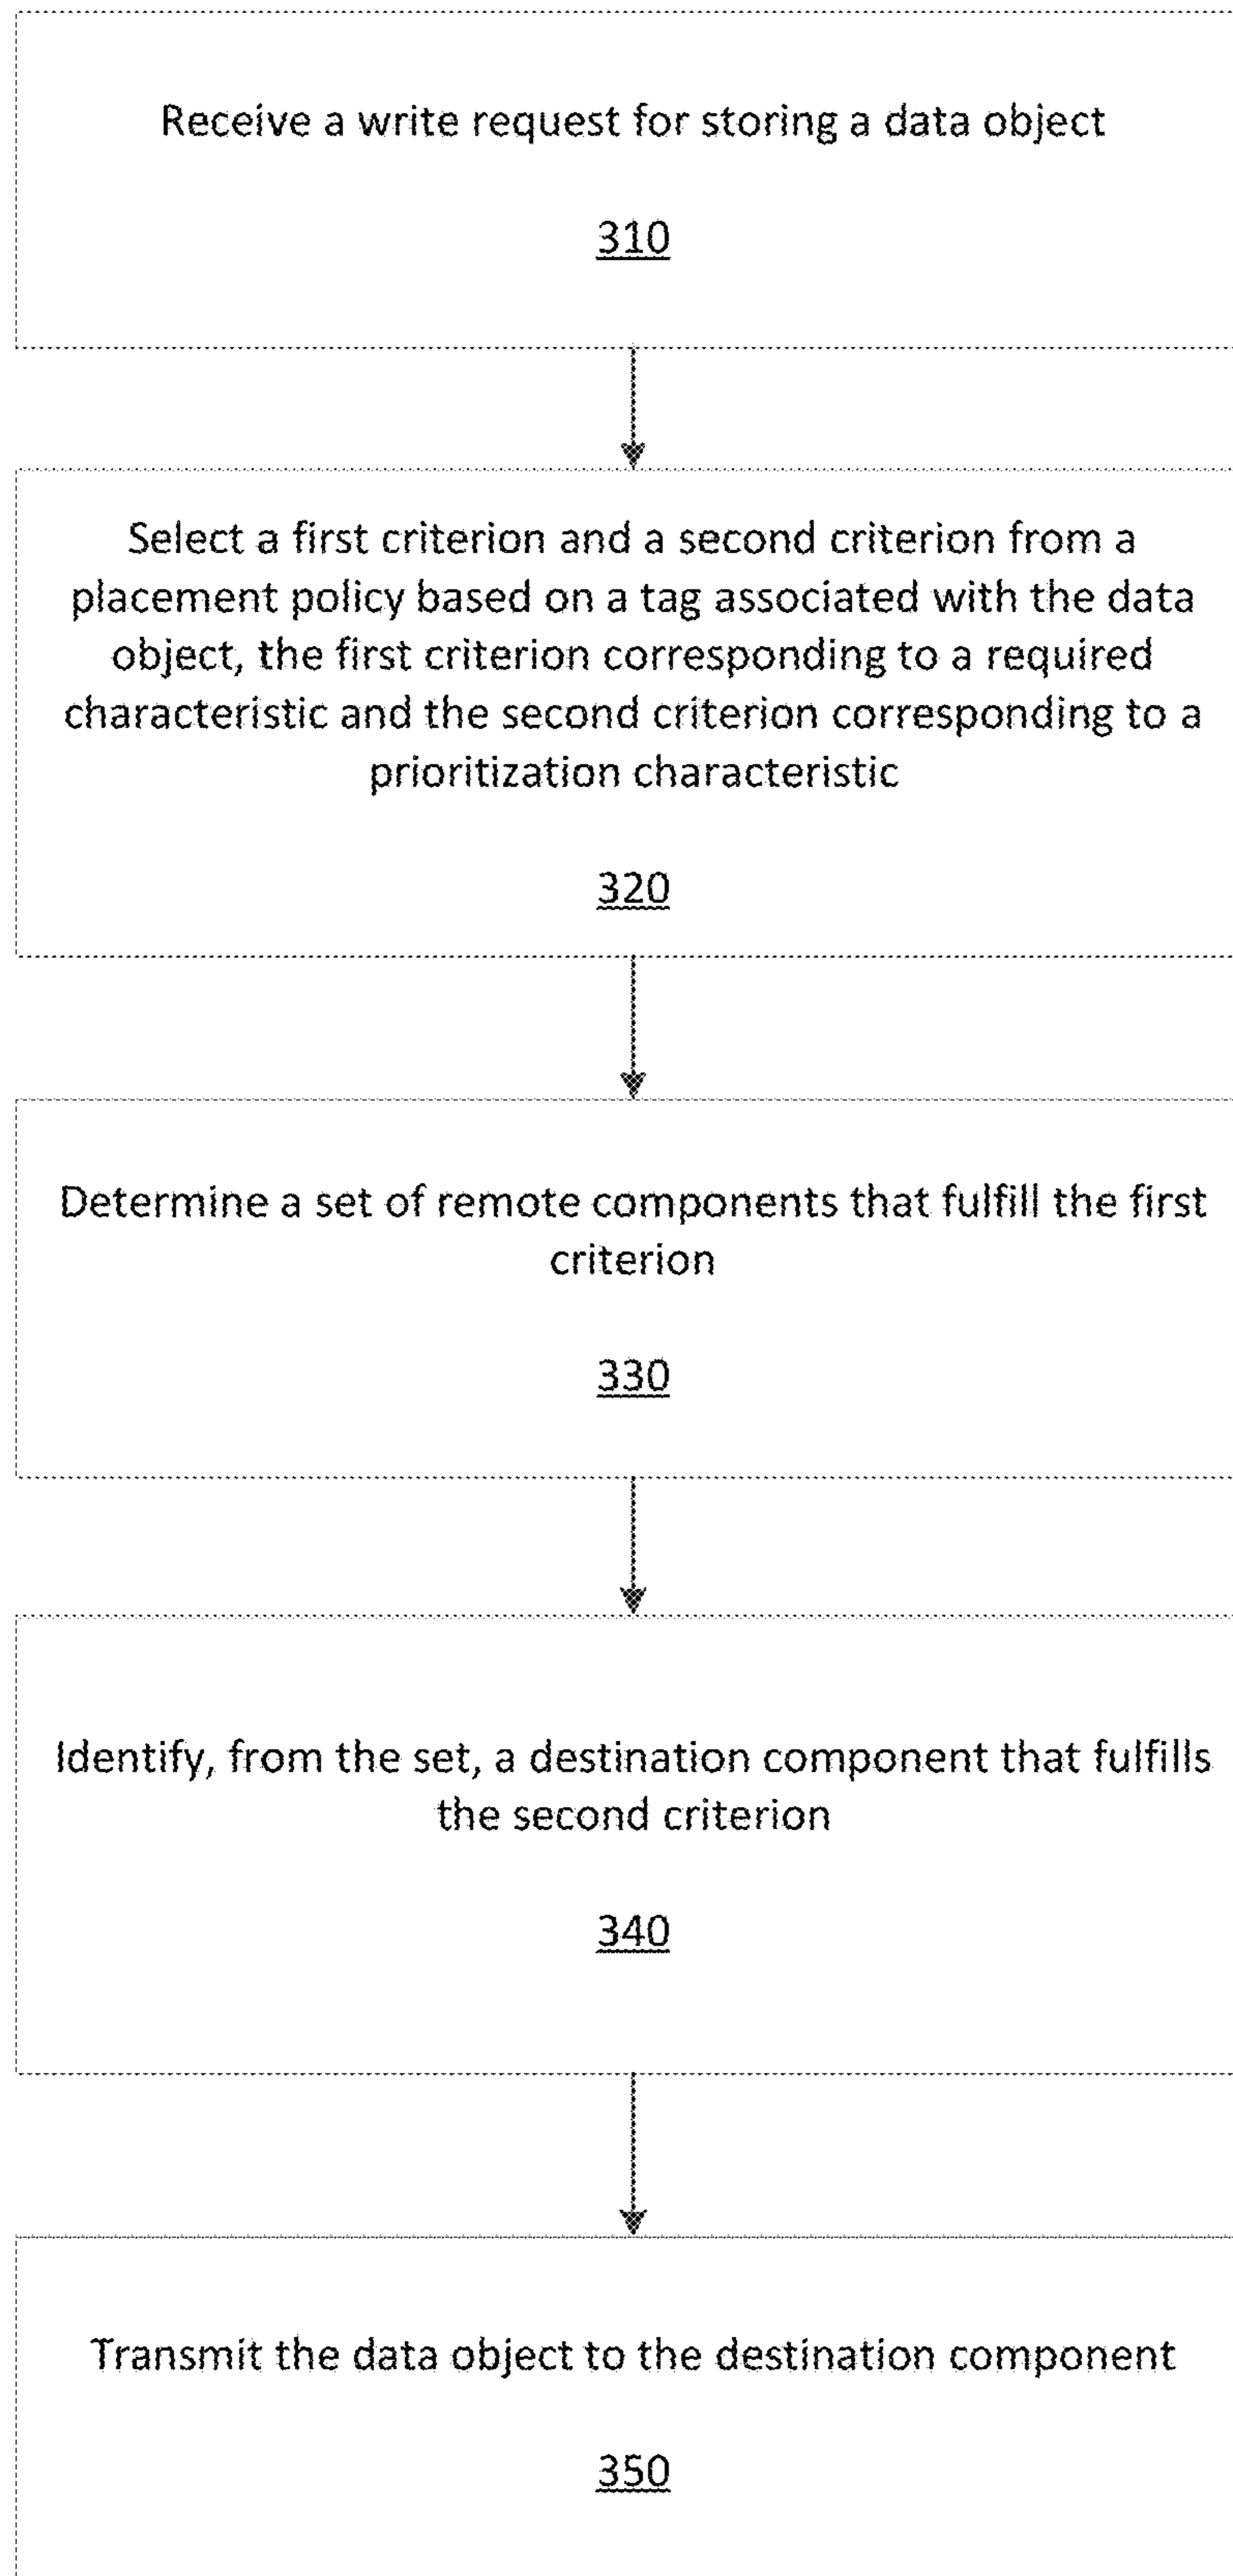 Receive a write request for storing a data object
310
Select a first criterion and a second criterion from a
placement policy based on a tag associated with the data
object, the first criterion corresponding to a required
characteristic and the second criterion corresponding to a
prioritization characteristic
320
Determine a set of remote components that fulfill the first
criterion
330
Identify, from the set, a destination component that fulfills
the second criterion
340
Transmit the data object to the destination component
350